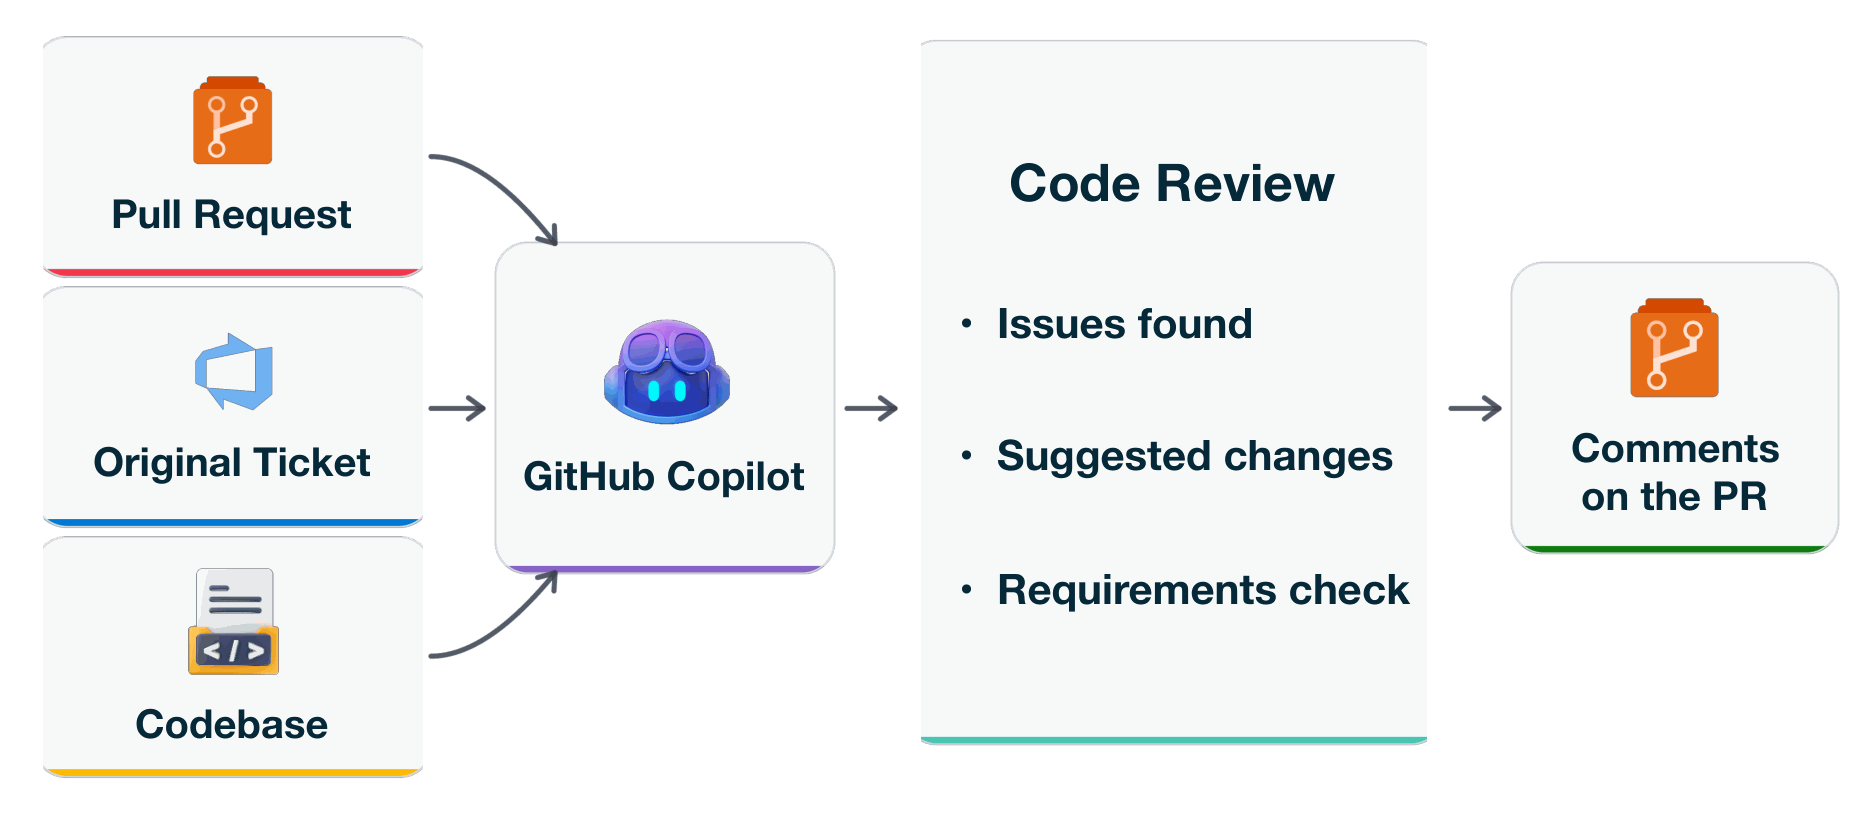 Pull Request
Original Ticket
</>
Codebase
GitHub Copilot
Code Review
• Issues found
• Suggested changes
• Requirements check
Comments
on the PR